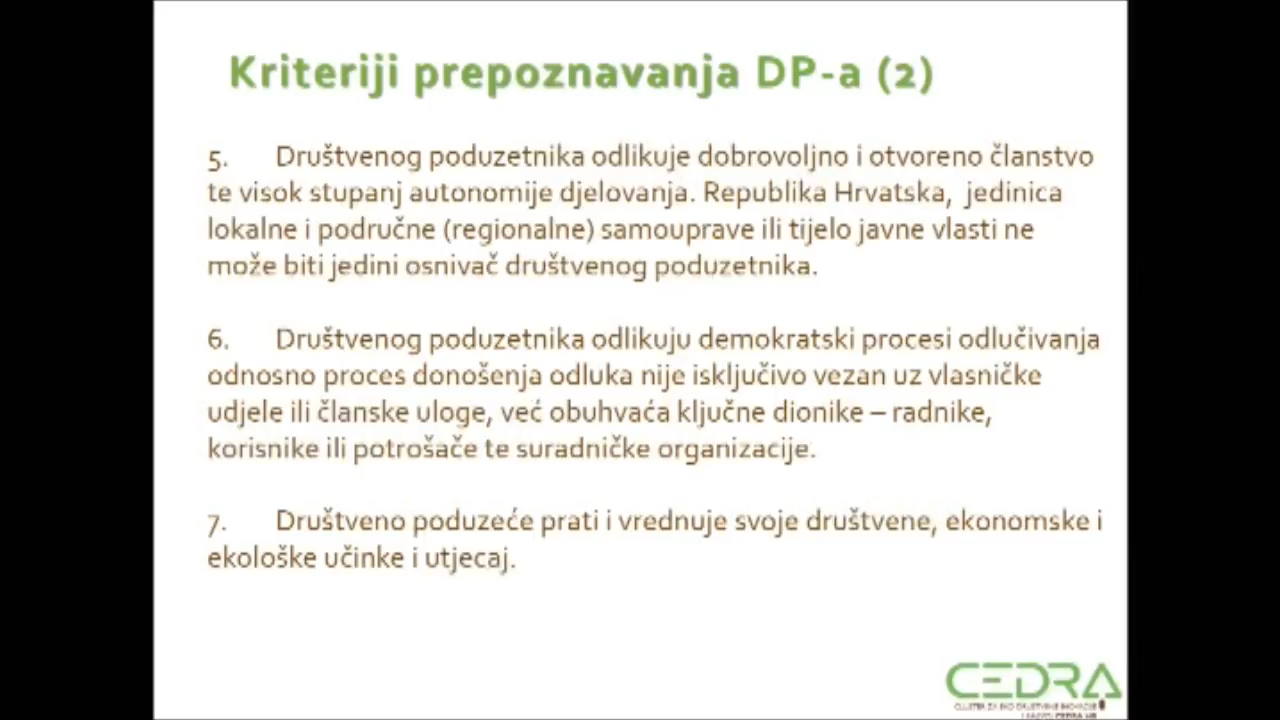 Kriteriji prepoznavanja DP-a (2)
5. Društvenog poduzetnika odlikuje dobrovoljno i otvoreno članstvo
te visok stupanj autonomije djelovanja. Republika Hrvatska, jedinica
lokalne i područne (regionalne) samouprave ili tijelo javne vlasti ne
može biti jedini osnivač društvenog poduzetnika.
6. Društvenog poduzetnika odlikuju demokratski procesi odlučivanja
odnosno proces donošenja odluka nije isključivo vezan uz vlasničke
udjele ili članske uloge, već obuhvaća ključne dionike – radnike,
korisnike ili potrošače te suradničke organizacije.
7. Društveno poduzeće prati i vrednuje svoje društvene, ekonomske i
ekološke učinke i utjecaj.
CEDRA